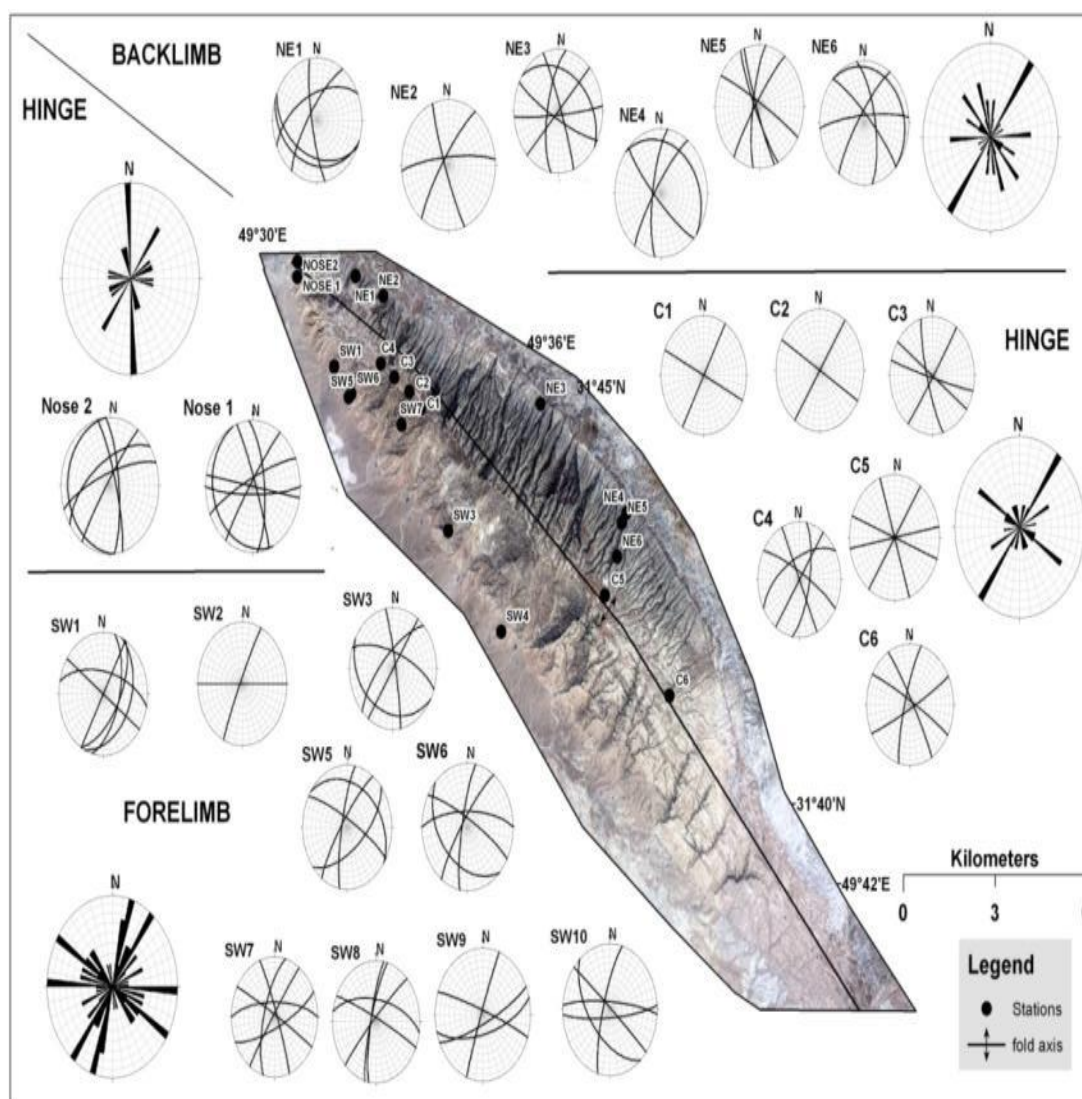 BACKLIMB
HINGE
NE1
N
NE2
N
NE3
N
NE4
N
NE5
N
NE6
N
N
N
49°30'E
NOSE2
NOSE 1
NE1
NE2
SW1
C4
C3
SW5
SW6
C2
C1
SW7
49°36'E
31°45'N
NE3
NE4
NE5
NE6
SW3
C5
SW4
C6
C1
N
C2
N
C3
N
HINGE
Nose 2
N
Nose 1
N
C4
N
C5
N
N
C6
N
SW1
N
SW2
N
SW3
N
SW5
N
SW6
N
FORELIMB
N
31°40'N
49°42'E
Kilometers
0 3
SW7
N
SW8
N
SW9
N
SW10
N
Legend
Stations
fold axis